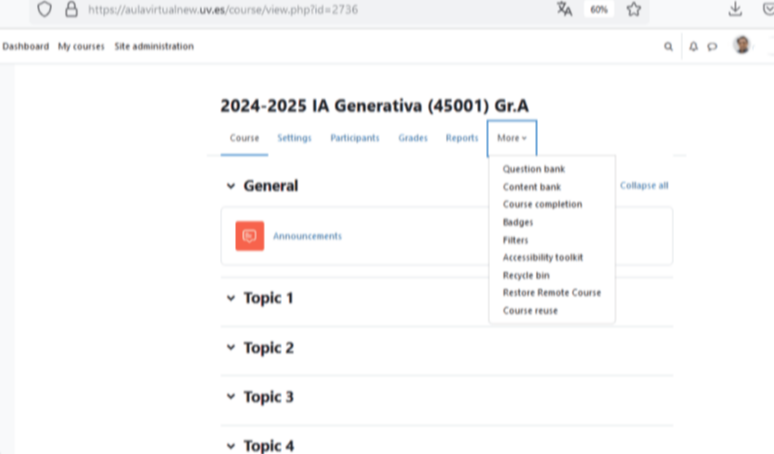 https://aulavirtualnew.uv.es/course/view.php?id=2736
60%
Dashboard My courses Site administration
2024-2025 IA Generativa (45001) Gr.A
Course Settings Participants Grades Reports More
General
Collapse all
Announcements
Question bank
Content bank
Course completion
Badges
Filters
Accessibility toolkit
Recycle bin
Restore Remote Course
Course reuse
Topic 1
Topic 2
Topic 3
Topic 4